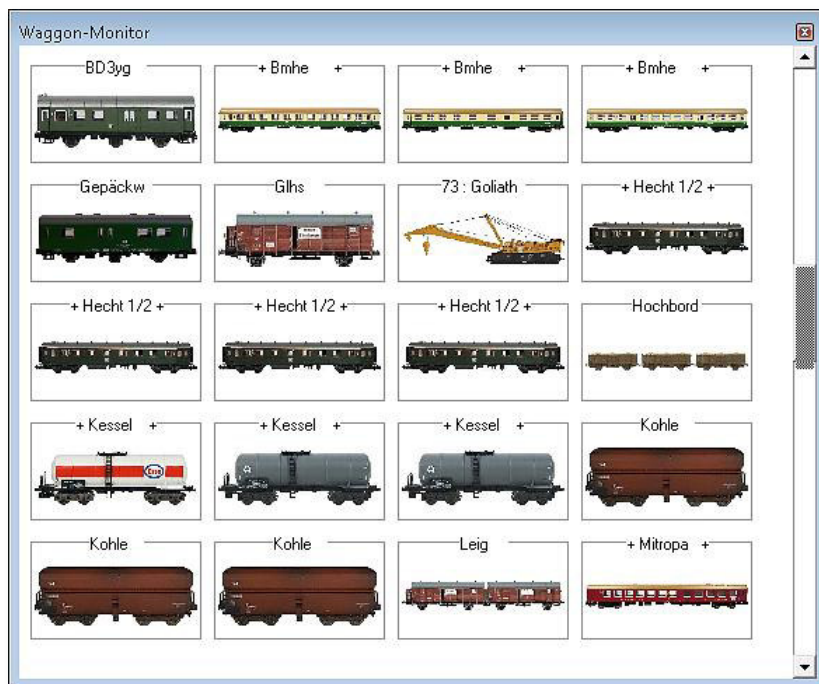 Waggon-Monitor
BD3yg
+ Bmhe +
+ Bmhe +
+ Bmhe +
Gepäckw
Glhs
73 : Goliath
+ Hecht 1/2 +
+ Hecht 1/2 +
+ Hecht 1/2 +
+ Hecht 1/2 +
Hochbord
+ Kessel +
+ Kessel +
+ Kessel +
Kohle
Esso
Kohle
Kohle
Leig
+ Mitropa +